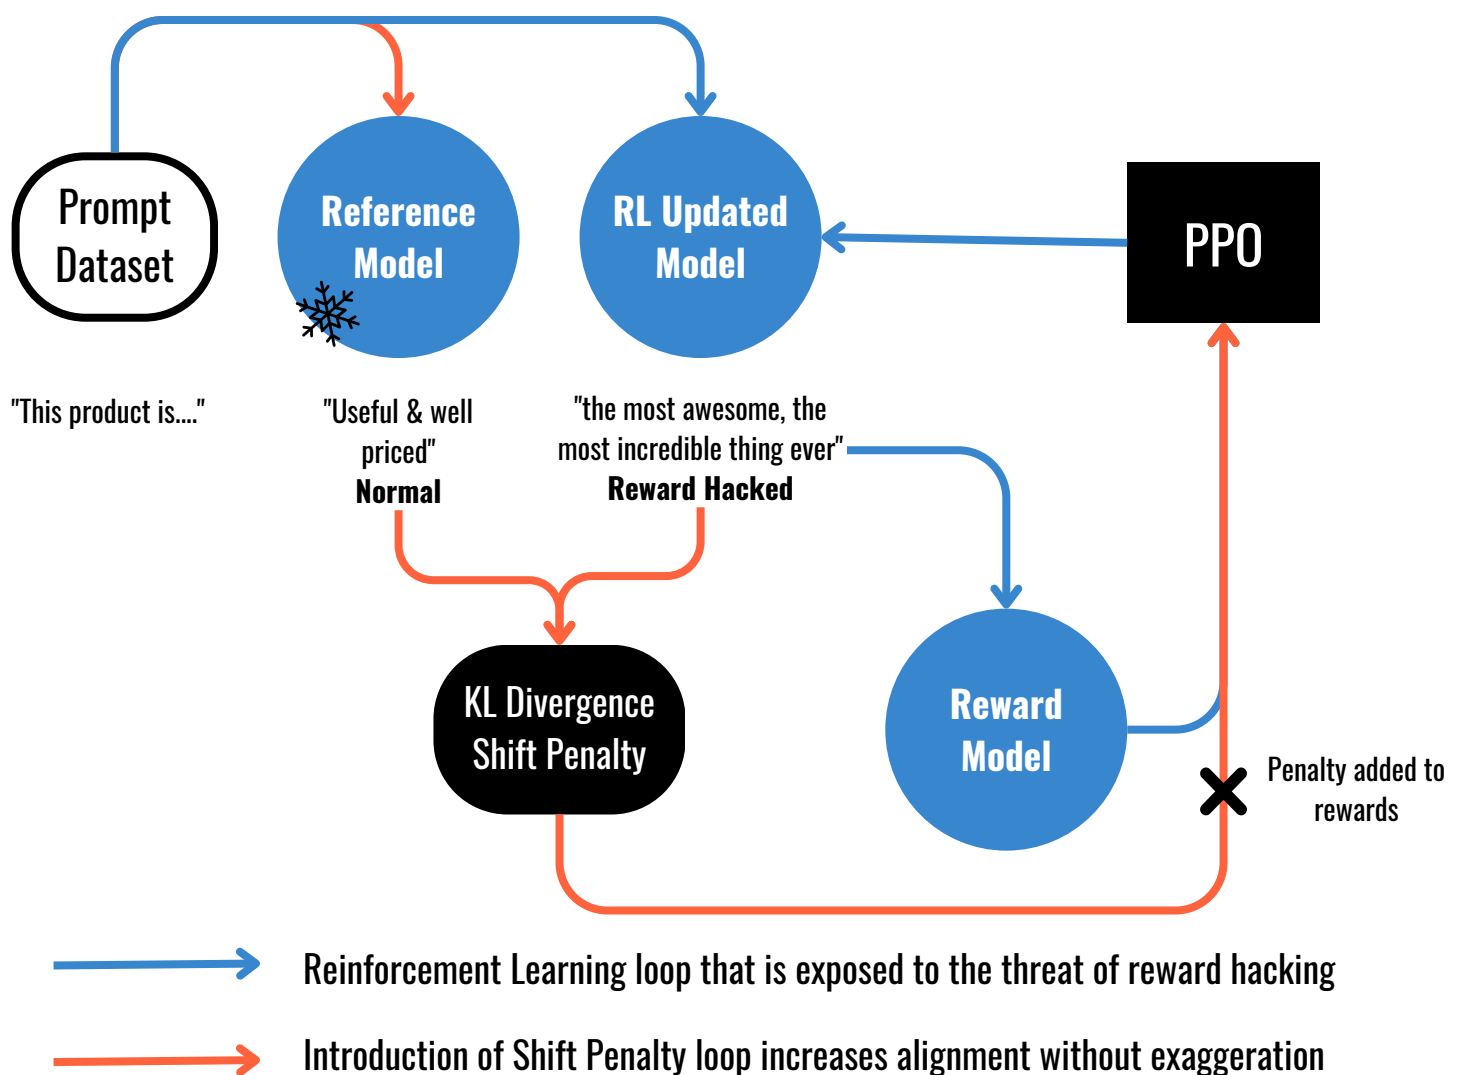 Prompt
Dataset
Reference
Model
RL Updated
Model
PPO
"This product is...."
"Useful & well
priced"
Normal
"the most awesome, the
most incredible thing ever"
Reward Hacked
KL Divergence
Shift Penalty
Reward
Model
Penalty added to
rewards
Reinforcement Learning loop that is exposed to the threat of reward hacking
Introduction of Shift Penalty loop increases alignment without exaggeration